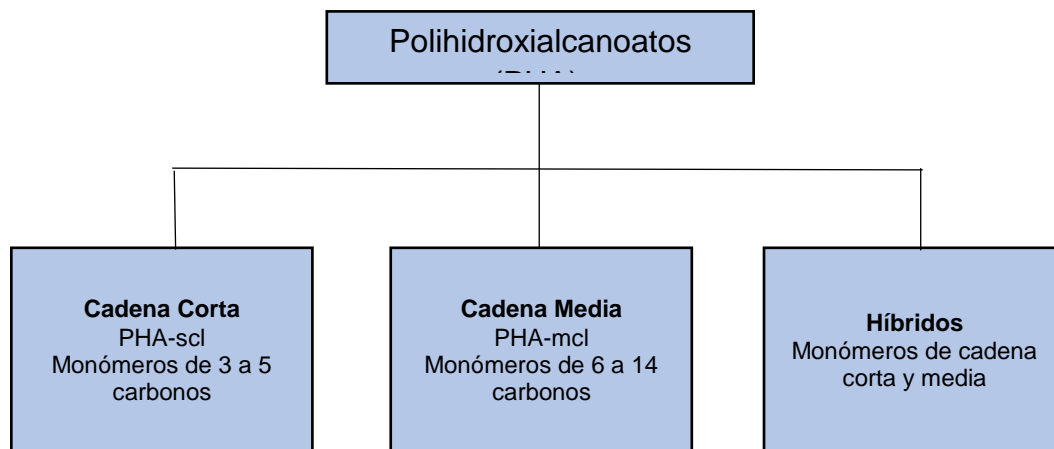 Polihidroxialcanoatos
Cadena Corta
PHA-scl
Monómeros de 3 a 5
carbonos
Cadena Media
PHA-mcl
Monómeros de 6 a 14
carbonos
Híbridos
Monómeros de cadena
corta y media